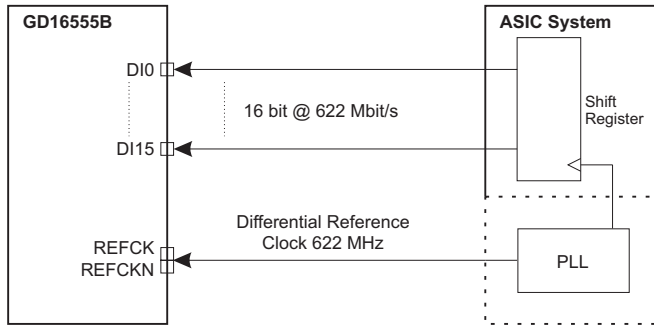 GD16555B
ASIC System
DI0
16 bit @ 622 Mbit/s
Shift
Register
DI15
Differential Reference
Clock 622 MHz
REFCK
REFCKN
PLL